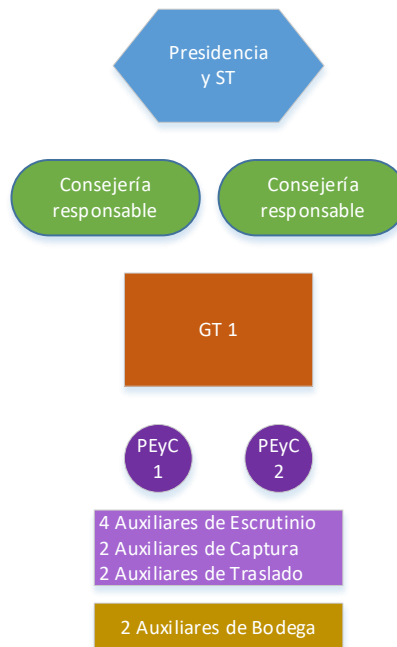 Presidencia
y ST
Consejería
responsable
Consejería
responsable
GT 1
PEyC
1
PEyC
2
4 Auxiliares de Escrutinio
2 Auxiliares de Captura
2 Auxiliares de Traslado
2 Auxiliares de Bodega